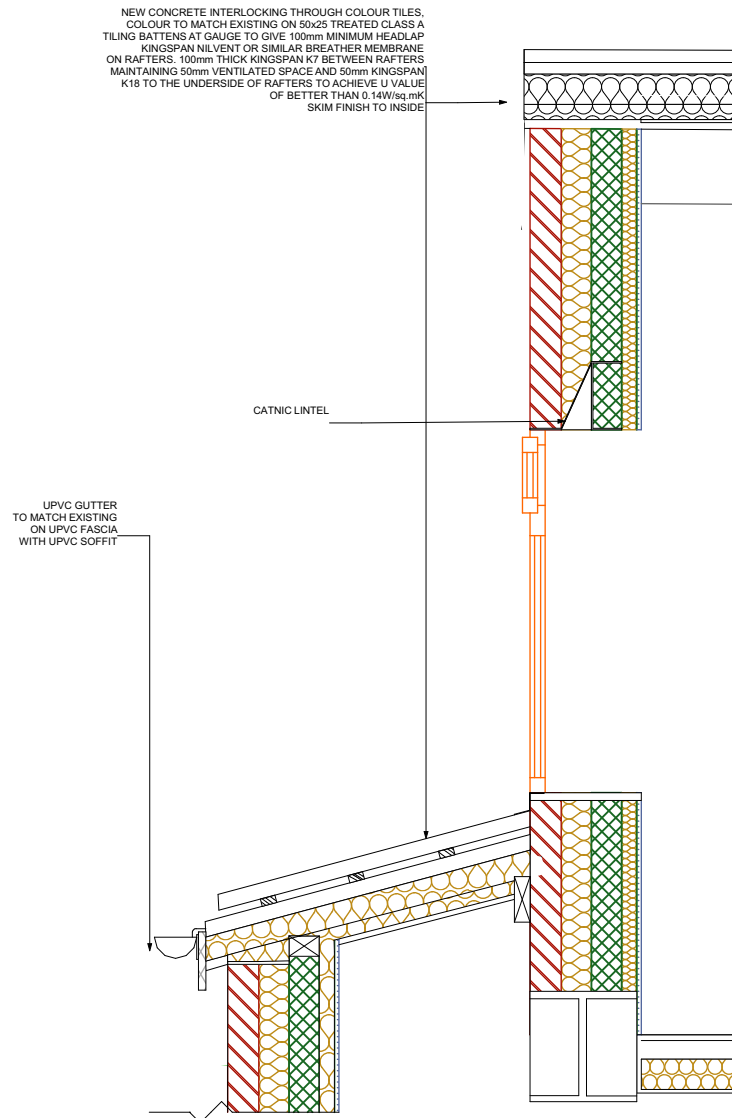 NEW CONCRETE INTERLOCKING THROUGH COLOUR TILES,
COLOUR TO MATCH EXISTING ON 50x25 TREATED CLASS A
TILING BATTENS AT GAUGE TO GIVE 100mm MINIMUM HEADLAP
KINGSPAN NILVENT OR SIMILAR BREATHER MEMBRANE
ON RAFTERS. 100mm THICK KINGSPAN K7 BETWEEN RAFTERS
MAINTAINING 50mm VENTILATED SPACE AND 50mm KINGSPAN
K18 TO THE UNDERSIDE OF RAFTERS TO ACHIEVE U VALUE
OF BETTER THAN 0.14W/sq.mK
SKIM FINISH TO INSIDE
CATNIC LINTEL
UPVC GUTTER
TO MATCH EXISTING
ON UPVC FASCIA
WITH UPVC SOFFIT